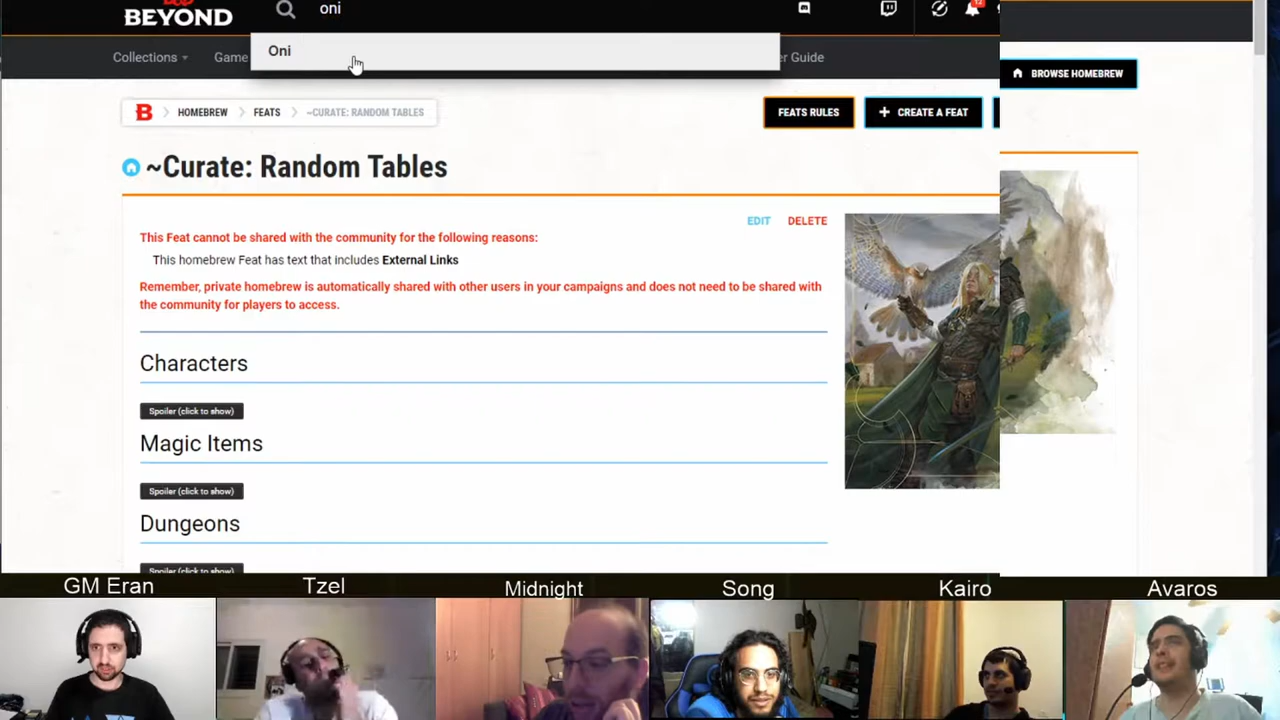 BEYOND
oni
Oni
Collections
Game
er Guide
BROWSE HOMEBREW
HOMEBREW
FEATS
~CURATE: RANDOM TABLES
FEATS RULES
+ CREATE A FEAT
~Curate: Random Tables
EDIT
DELETE
This Feat cannot be shared with the community for the following reasons:
This homebrew Feat has text that includes External Links
Remember, private homebrew is automatically shared with other users in your campaigns and does not need to be shared with
the community for players to access.
Characters
Spoiler (click to show)
Magic Items
Spoiler (click to show)
Dungeons
Spoiler (click to show)
GM Eran
Tzel
Midnight
Song
Kairo
Avaros